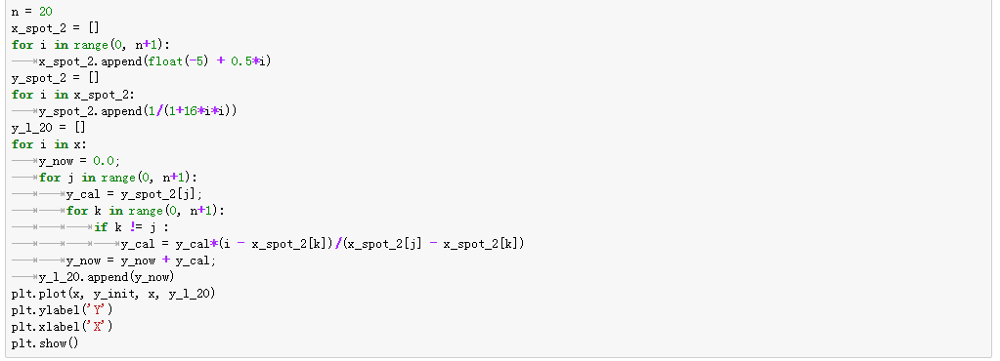 n = 20
x_spot_2 = []
for i in range(0, n+1):
    x_spot_2.append(float(-5) + 0.5*i)
y_spot_2 = []
for i in x_spot_2:
    y_spot_2.append(1/(1+16*i*i))
y_l_20 = []
for i in x:
    y_now = 0.0;
    for j in range(0, n+1):
        y_cal = y_spot_2[j];
        for k in range(0, n+1):
            if k != j :
                y_cal = y_cal*(i - x_spot_2[k])/(x_spot_2[j] - x_spot_2[k])
        y_now = y_now + y_cal;
    y_l_20.append(y_now)
plt.plot(x, y_init, x, y_l_20)
plt.ylabel('Y')
plt.xlabel('X')
plt.show()